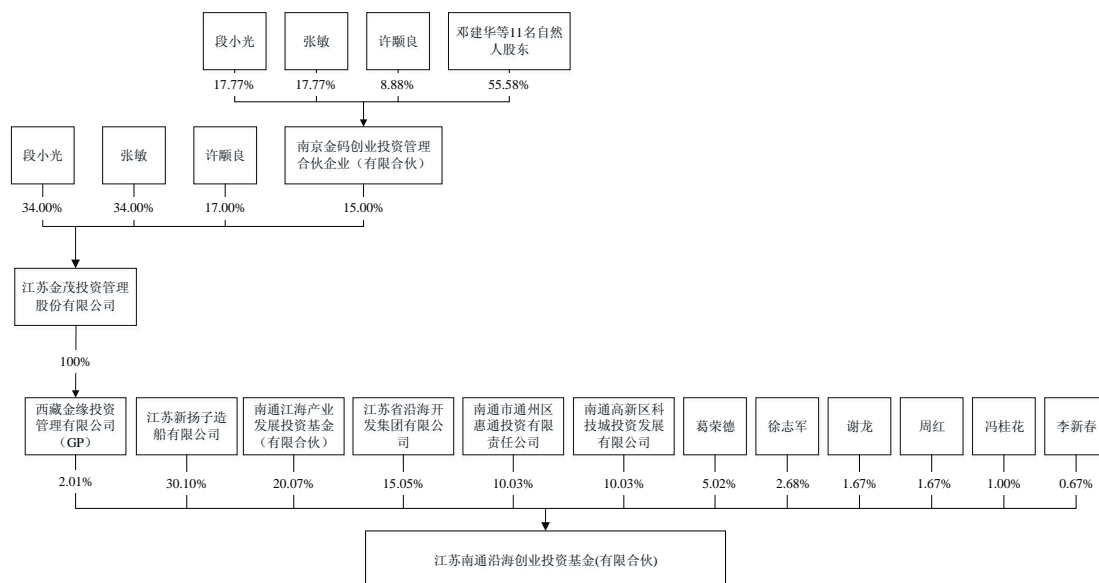 段小光
张敏
许颙良
邓建华等11名自然
人股东
17.77%
17.77%
8.88%
55.58%
段小光
张敏
许颙良
南京金码创业投资管理
合伙企业（有限合伙）
34.00%
34.00%
17.00%
15.00%
江苏金茂投资管理
股份有限公司
100%
西藏金缘投资
管理有限公司
（GP）
江苏新扬子造
船有限公司
南通江海产业
发展投资基金
（有限合伙）
江苏省沿海开
发集团有限公
司
南通市通州区
惠通投资有限
责任公司
南通高新区科
技城投资发展
有限公司
葛荣德
徐志军
谢龙
周红
冯桂花
李新春
2.01%
30.10%
20.07%
15.05%
10.03%
10.03%
5.02%
2.68%
1.67%
1.67%
1.00%
0.67%
江苏南通沿海创业投资基金(有限合伙)